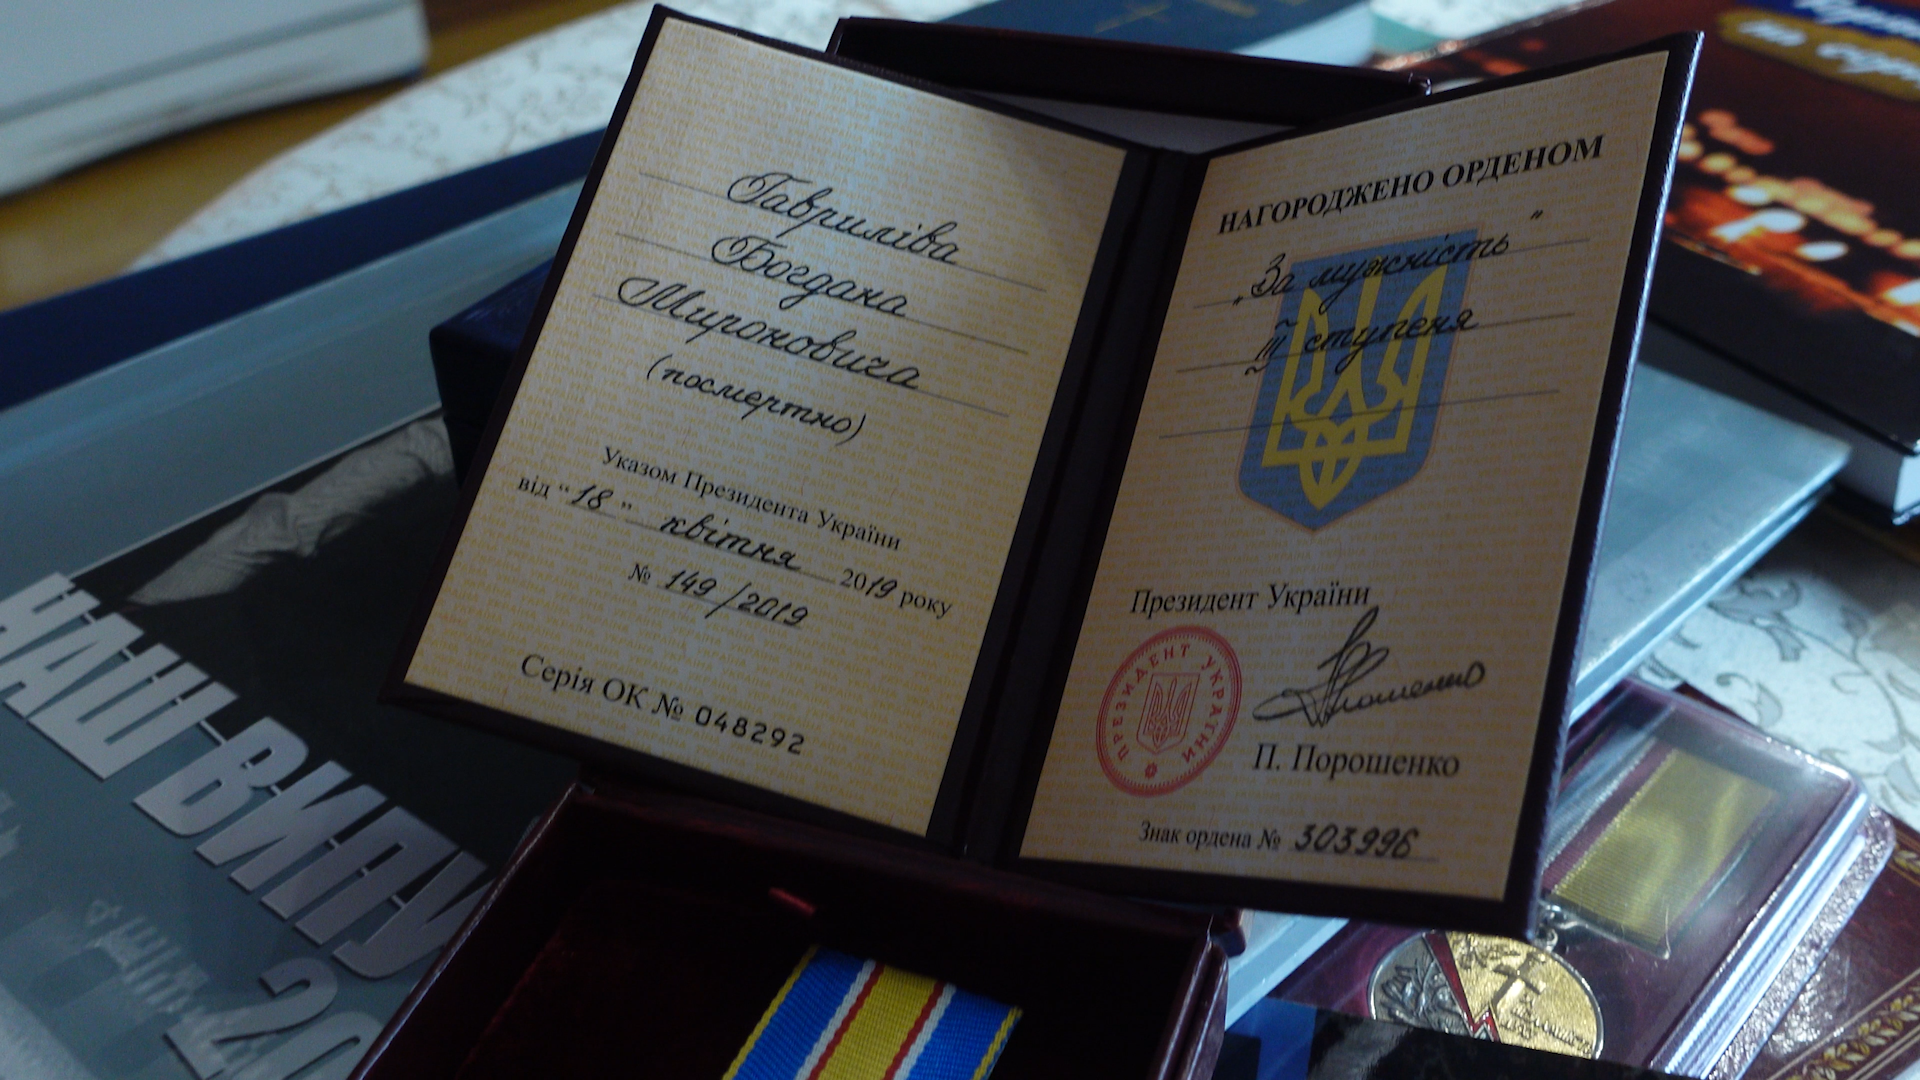 Гавриліва
Богдана
Мироновича
(посмертно)
Указом Президента України
від “18” квітня 2019 року
№ 149/2019
Серія ОК № 048292
НАГОРОДЖЕНО ОРДЕНОМ
„За мужність”
III ступеня
Президент України
ПРЕЗИДЕНТ УКРАЇНИ
П. Порошенко
Знак ордена № 303996
НАШ ВИПУ
20